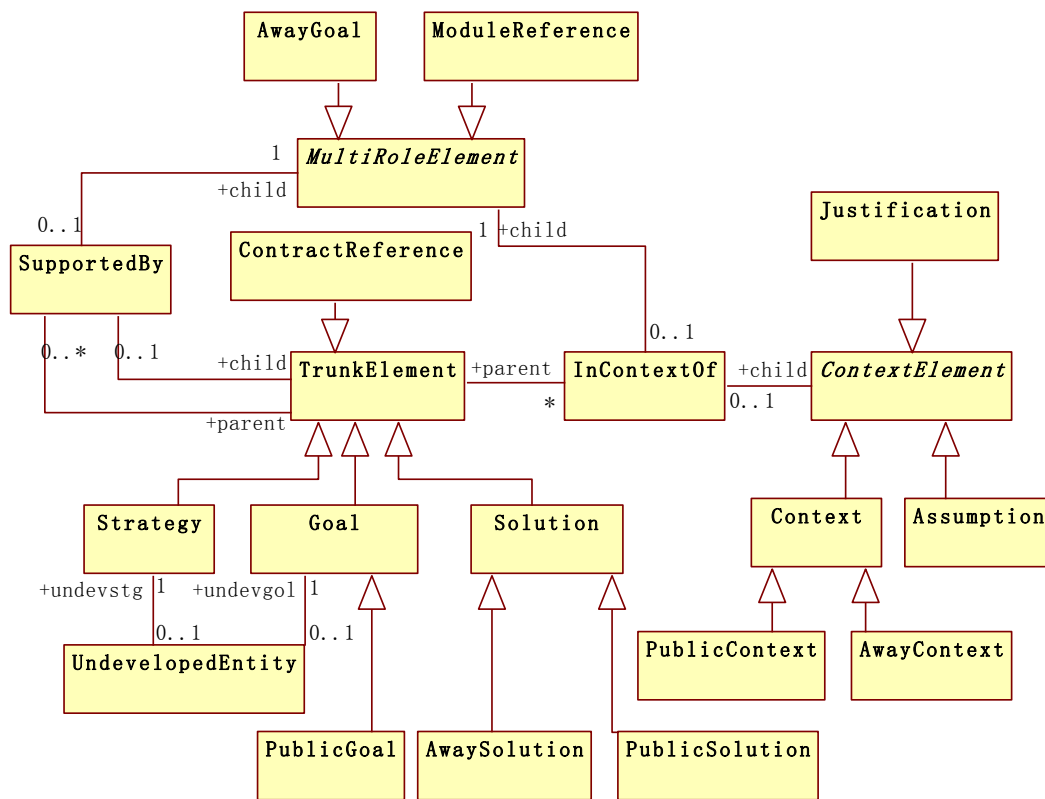 AwayGoal
ModuleReference
MultiRoleElement
1
+child
0..1
1
+child
SupportedBy
ContractReference
Justification
0..*
0..1
+child
TrunkElement
+parent
+parent
*
InContextOf
0..1
+child
0..1
ContextElement
Strategy
Goal
Solution
Context
Assumption
+undevstg
1
+undevgol
1
0..1
0..1
UndevelopedEntity
PublicContext
AwayContext
PublicGoal
AwaySolution
PublicSolution